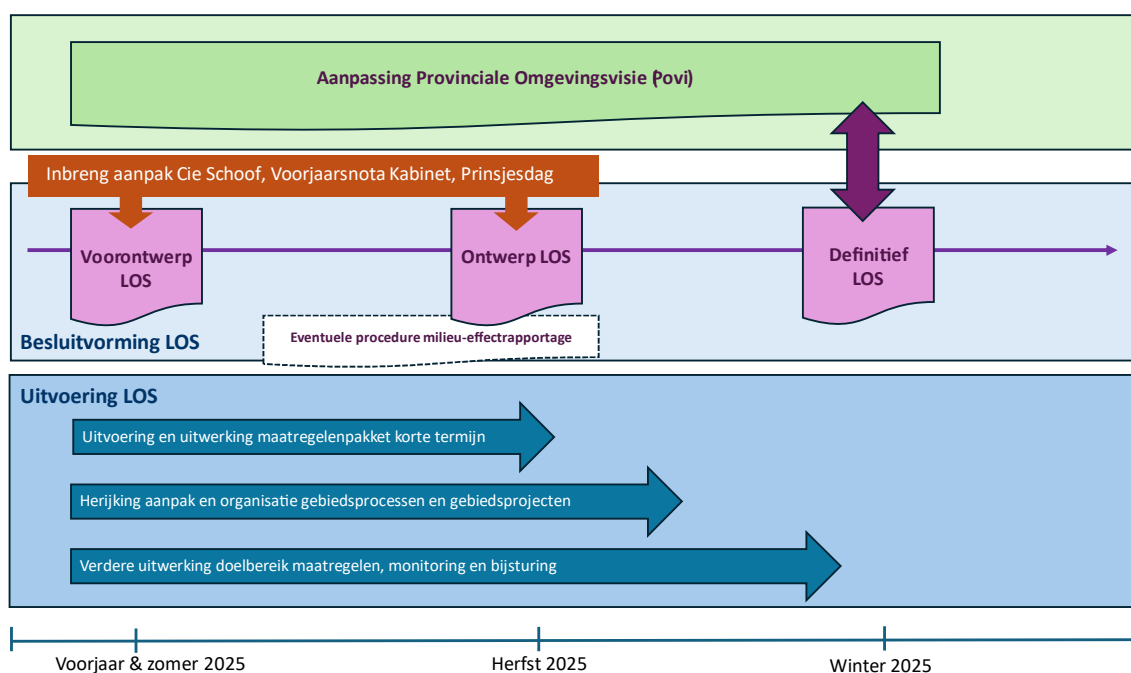 Aanpassing Provinciale Omgevingsvisie (Povi)
Inbreng aanpak Cie Schoof, Voorjaarsnota Kabinet, Prinsjesdag
Voorontwerp
LOS
Ontwerp LOS
Definitief
LOS
Eventuele procedure milieu-effectrapportage
Besluitvorming LOS
Uitvoering LOS
Uitvoering en uitwerking maatregelenpakket korte termijn
Herijking aanpak en organisatie gebiedsprocessen en gebiedsprojecten
Verdere uitwerking doelbereik maatregelen, monitoring en bijsturing
Voorjaar & zomer 2025
Herfst 2025
Winter 2025